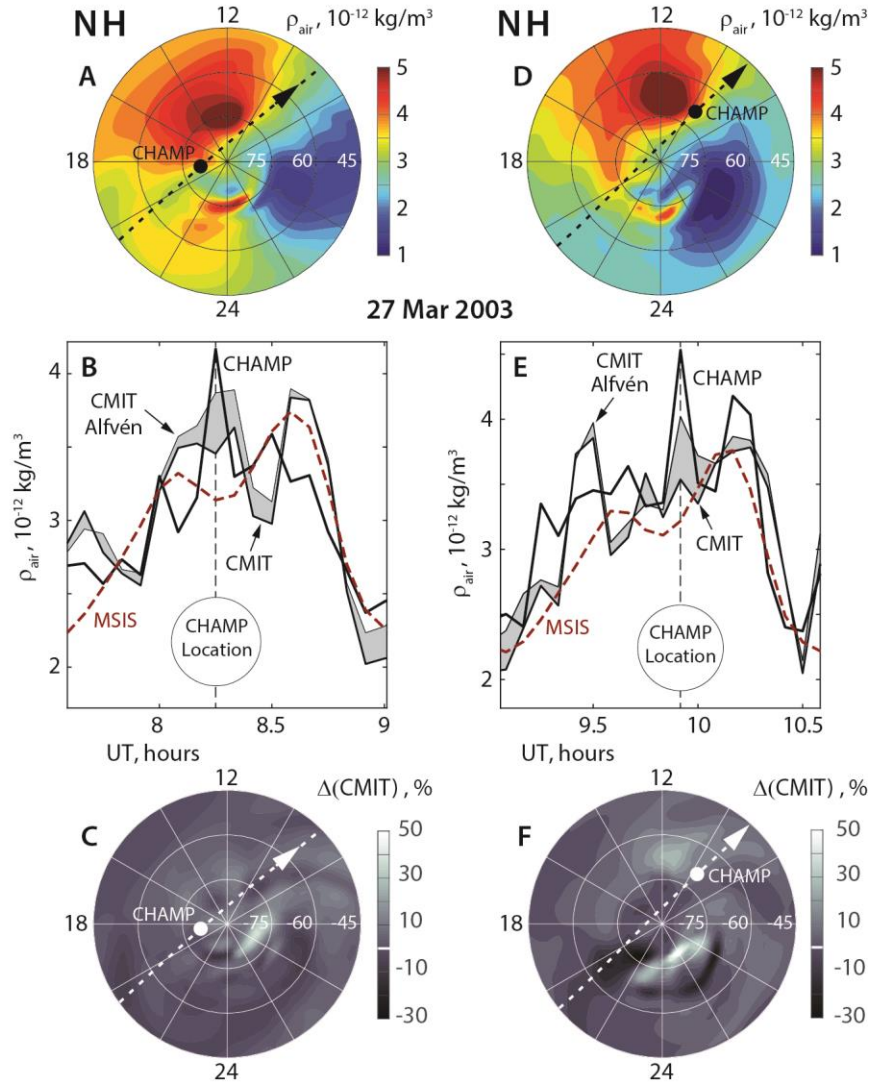 NH
ρair, 10-12 kg/m3
12
A
5
4
3
2
1
CHAMP
18
75 60 45
24
NH
ρair, 10-12 kg/m3
12
D
5
4
3
2
1
CHAMP
18
75 60 45
24
27 Mar 2003
B
4
3
2
ρair, 10-12 kg/m3
CHAMP
CMIT
Alfvén
CMIT
MSIS
CHAMP
Location
8 8.5 9
UT, hours
E
4
3
2
ρair, 10-12 kg/m3
CMIT
Alfvén
CHAMP
CMIT
MSIS
CHAMP
Location
9.5 10 10.5
UT, hours
12
Δ(CMIT) , %
C
50
30
10
-10
-30
CHAMP
18
-75 -60 -45
24
12
Δ(CMIT) , %
F
50
30
10
-10
-30
CHAMP
18
-75 -60 -45
24